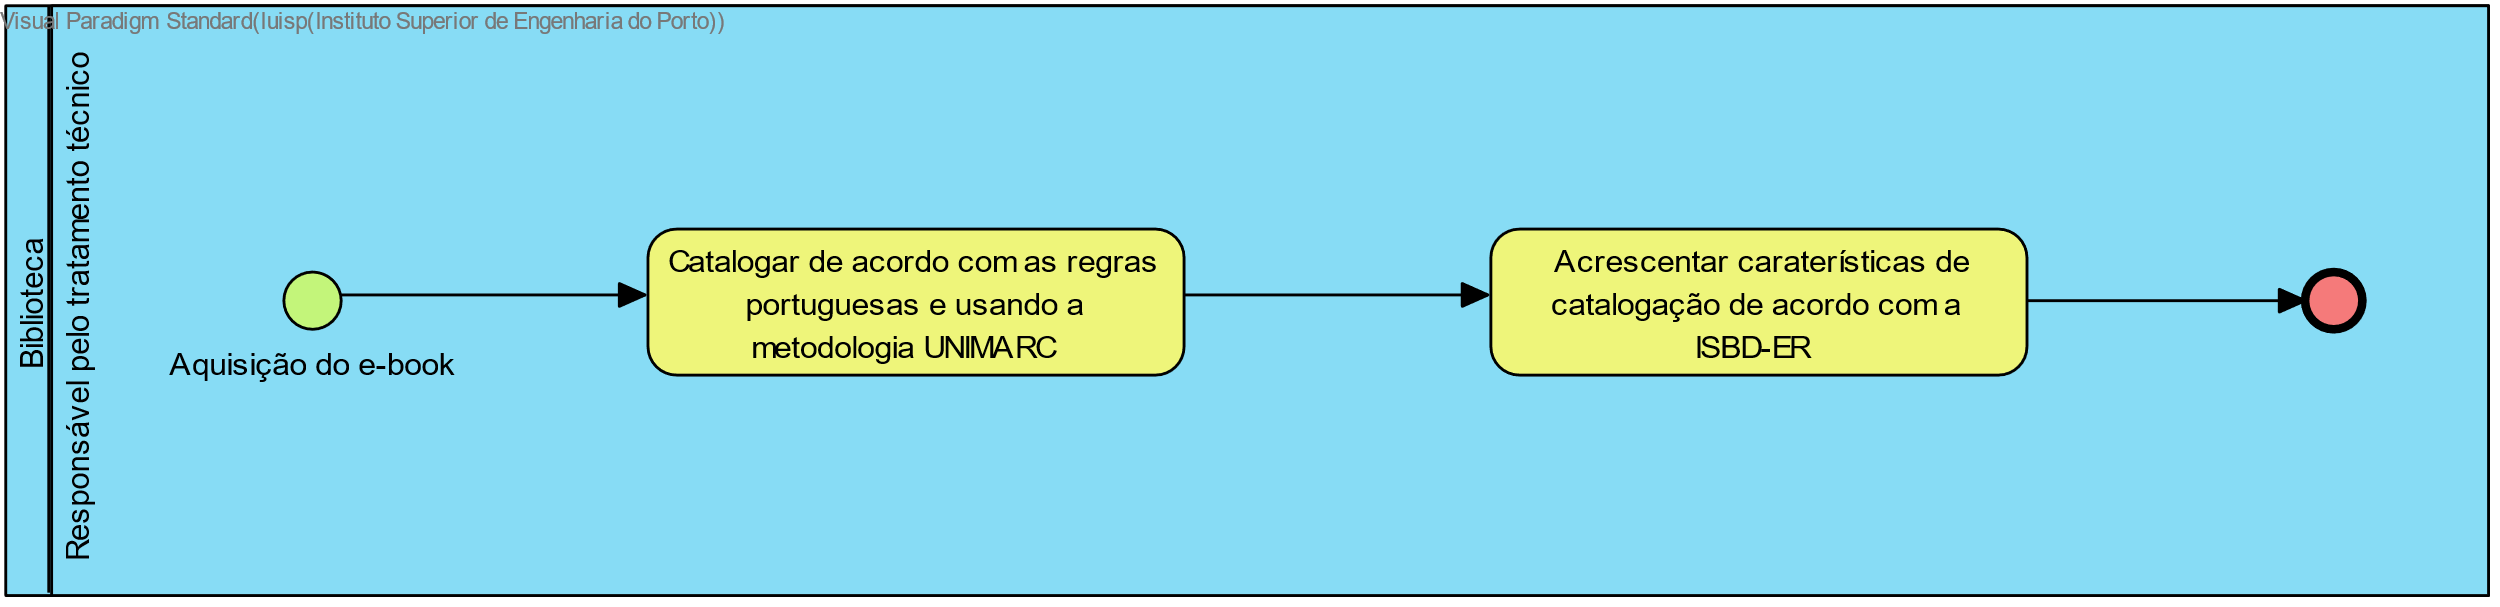 Visual Paradigm Standard(luisp(Instituto Superior de Engenharia do Porto))
Biblioteca
Responsável pelo tratamento técnico
Aquisição do e-book
Catalogar de acordo com as regras
portuguesas e usando a
metodologia UNIMARC
Acrescentar caraterísticas de
catalogação de acordo com a
ISBD-ER